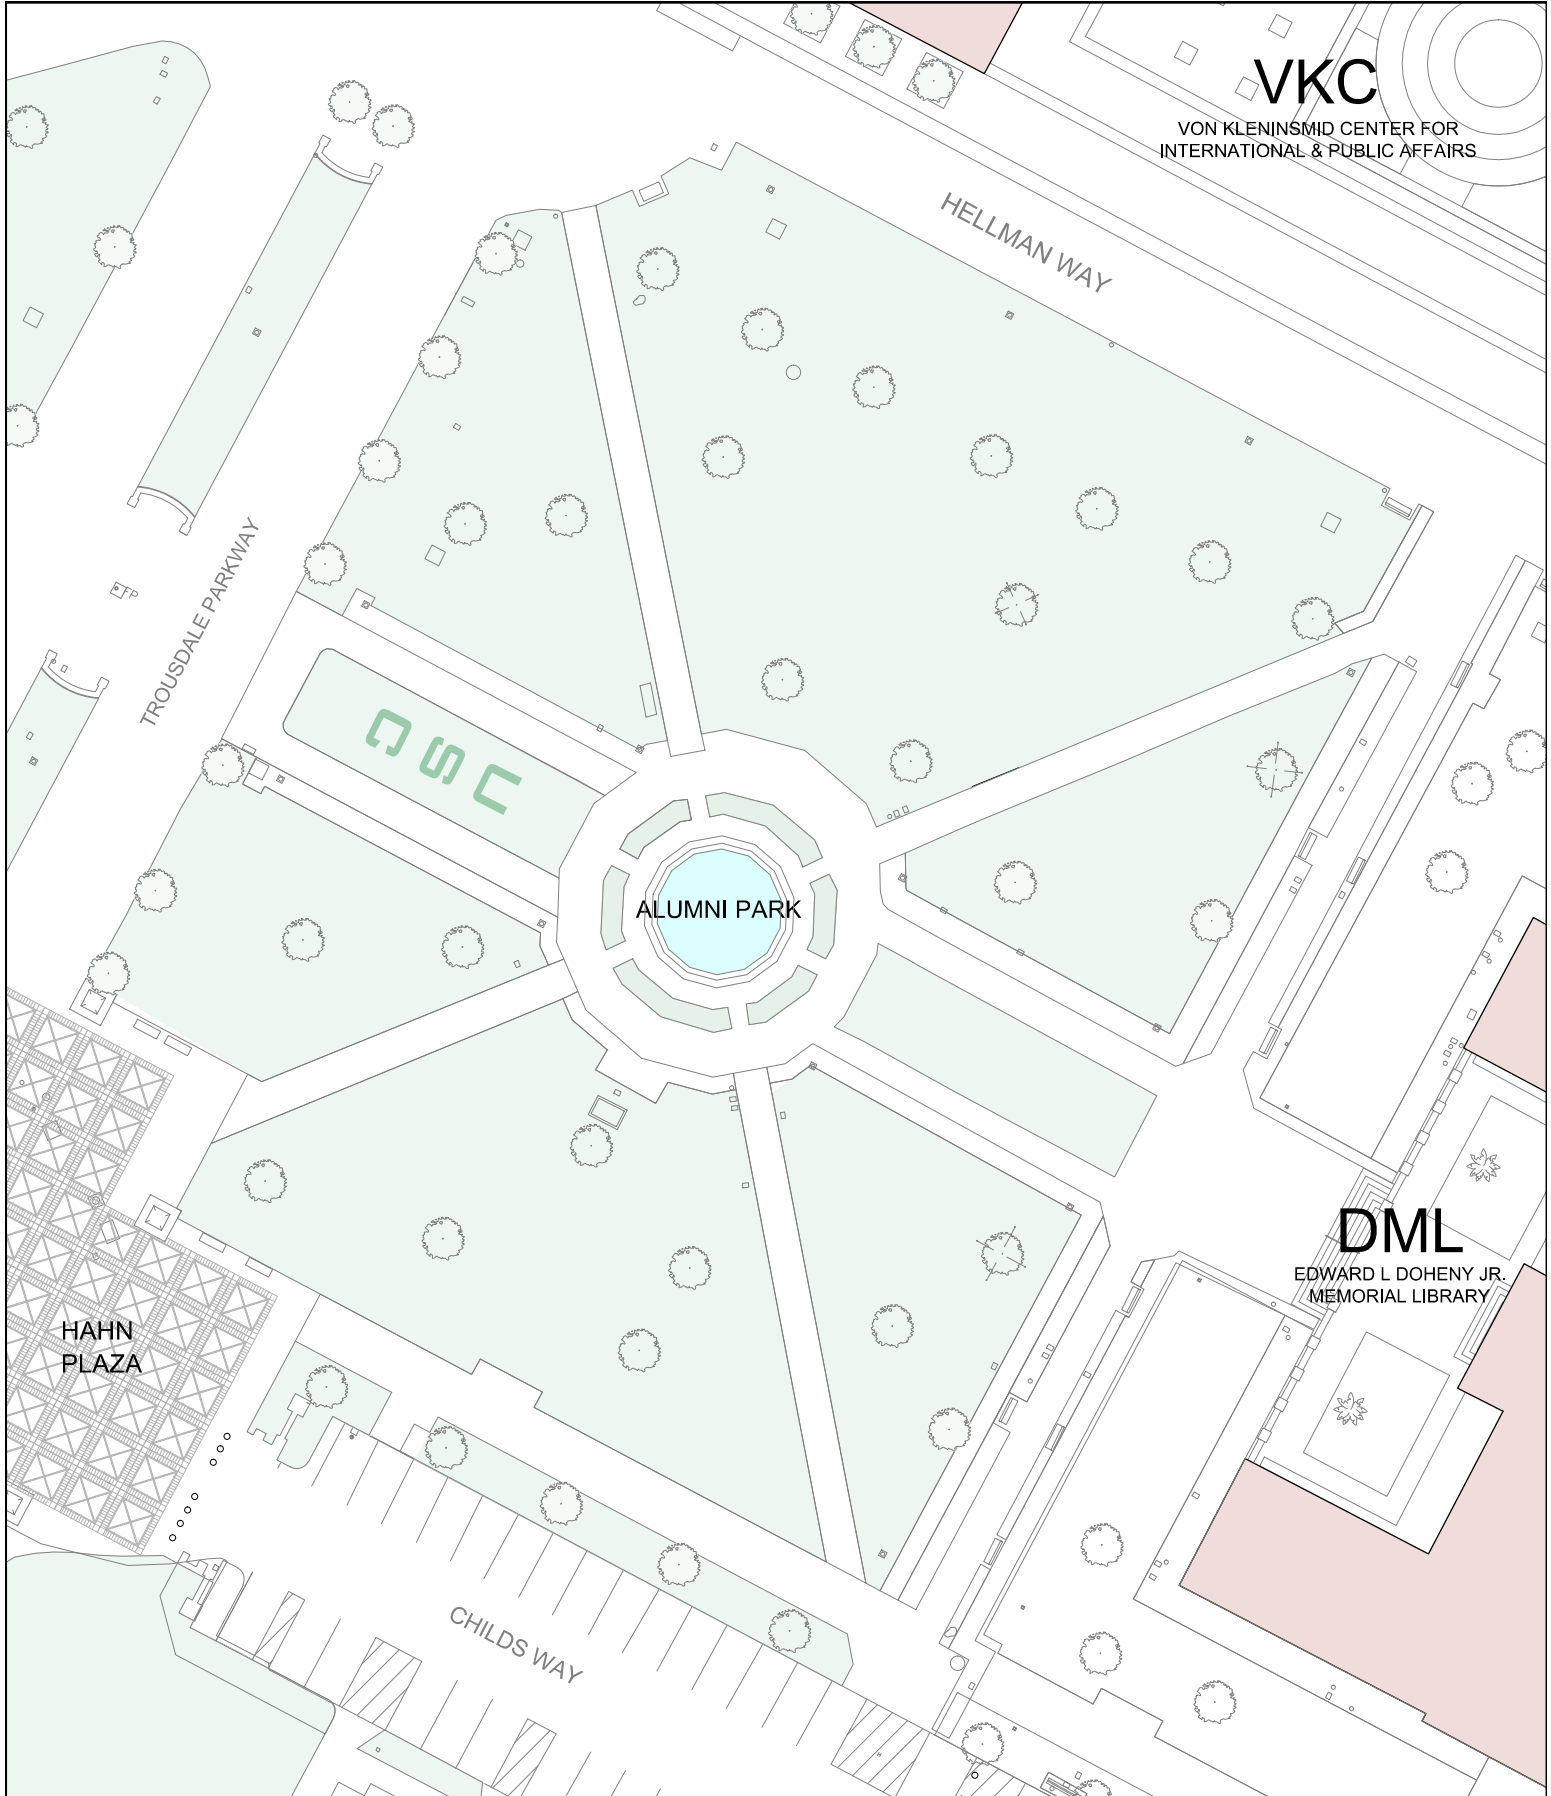 VKC
VON KLENINSMID CENTER FOR
INTERNATIONAL & PUBLIC AFFAIRS
HELLMAN WAY
FP
TROUSDALE PARKWAY
USC
ALUMNI PARK
DML
EDWARD L DOHENY JR.
MEMORIAL LIBRARY
HAHN
PLAZA
CHILDS WAY